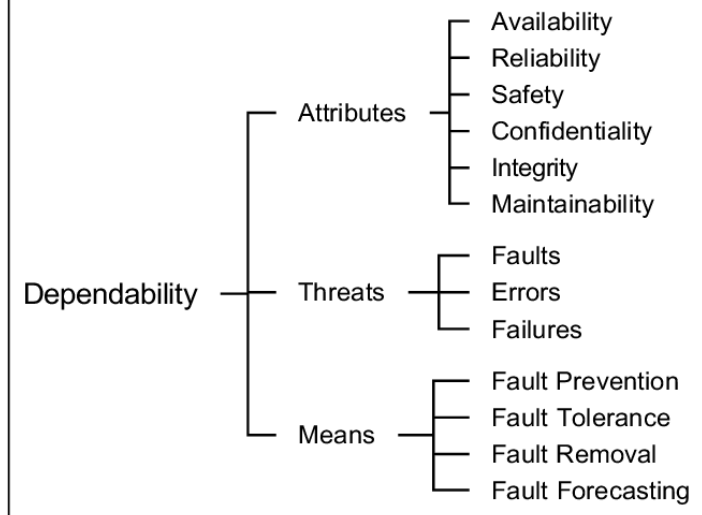 Availability
Reliability
Safety
Attributes
Confidentiality
Integrity
Maintainability
Faults
Dependability
Threats
Errors
Failures
Fault Prevention
Fault Tolerance
Means
Fault Removal
Fault Forecasting